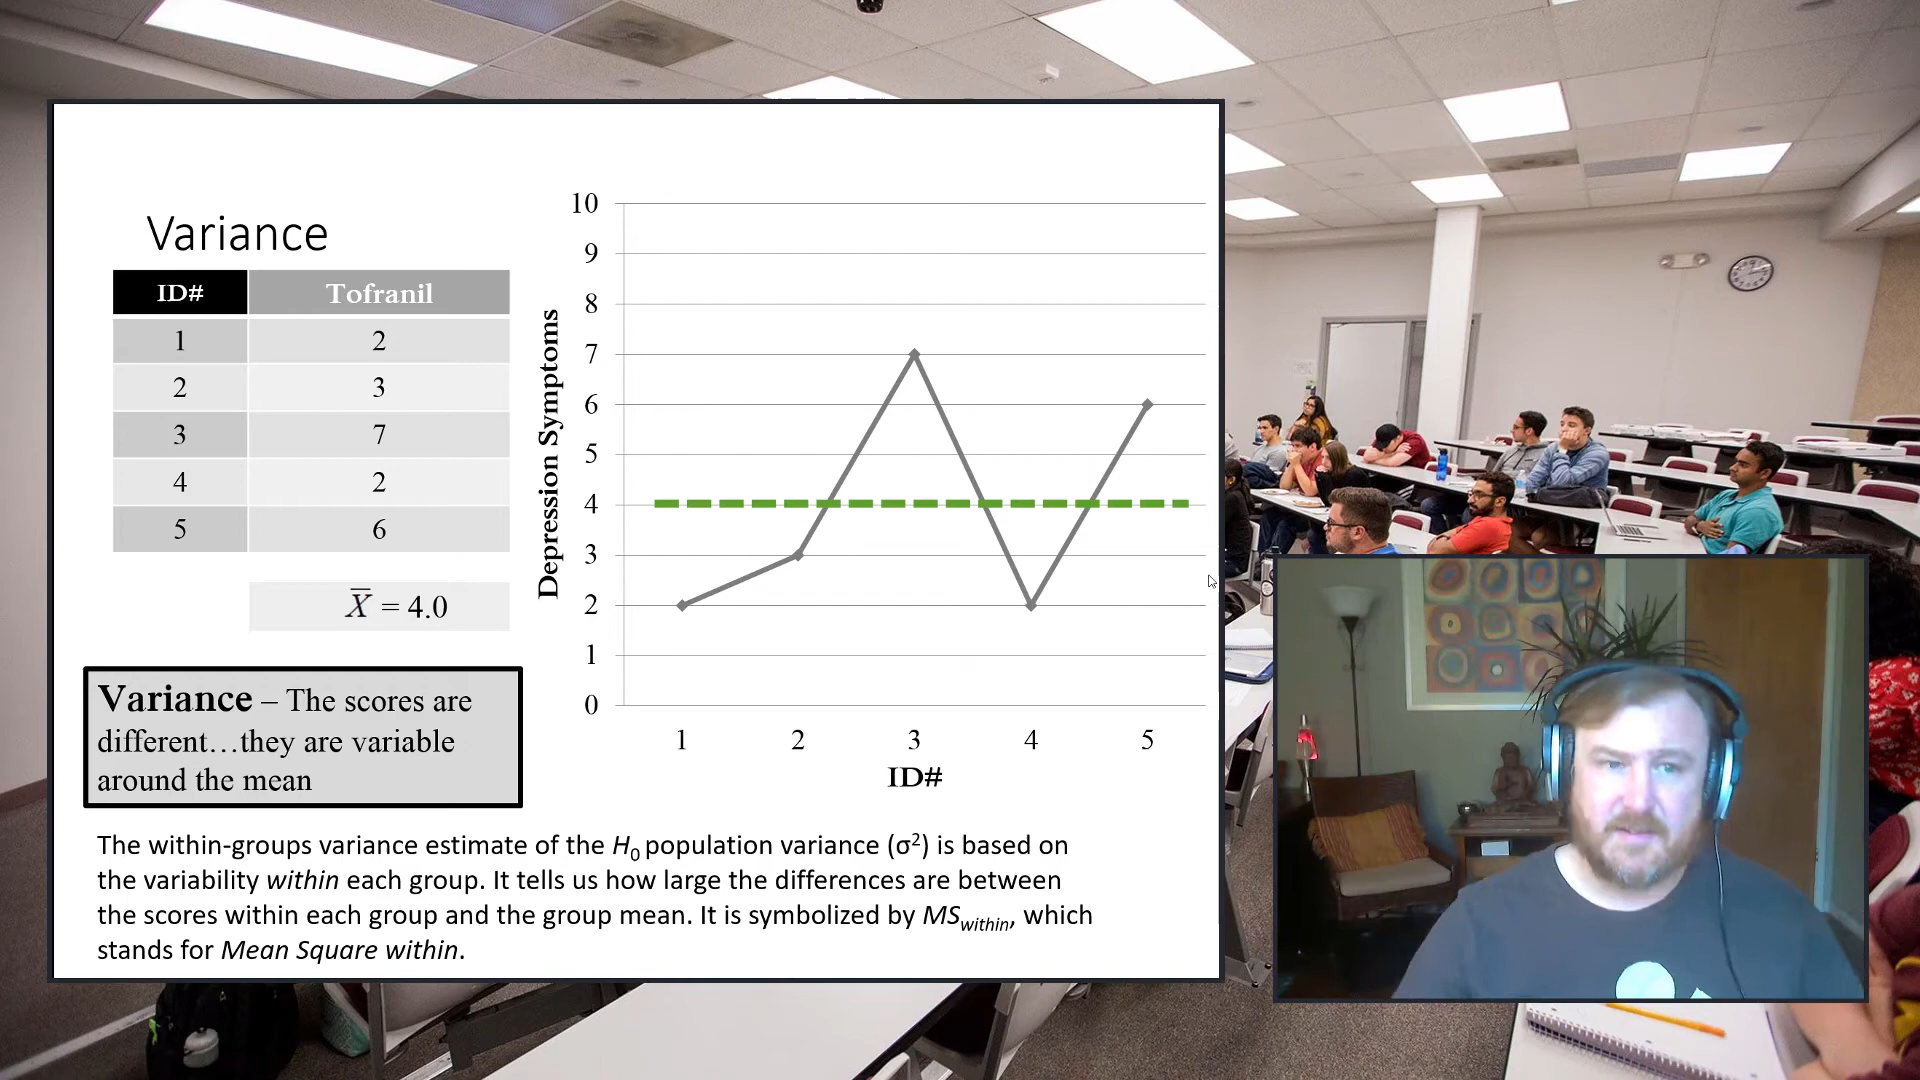 Variance
ID# Tofranil
1 2
2 3
3 7
4 2
5 6
X̅ = 4.0
Variance – The scores are
different…they are variable
around the mean
Depression Symptoms
10
9
8
7
6
5
4
3
2
1
0
1 2 3 4 5
ID#
The within-groups variance estimate of the H₀ population variance (σ²) is based on
the variability within each group. It tells us how large the differences are between
the scores within each group and the group mean. It is symbolized by MSwithin, which
stands for Mean Square within.